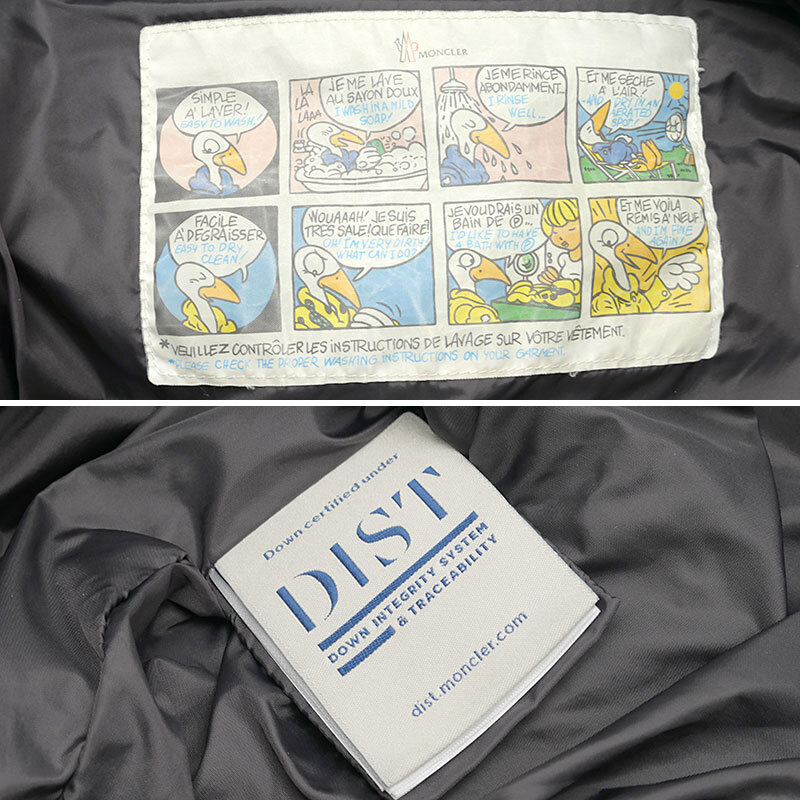 MONCLER
SIMPLE
A' LAVER!
EASY TO WASH!
LA
LA
LAAA
JE ME LAVE
AU SAVON DOUX
I WASH IN A MILD
SOAP!
JE ME RINCE
ABONDAMMENT...
I RINSE
WELL...
...ET ME SÈCHE
A' L'AIR!
...AND I DRY IN AN
AERATED
SPOT!
FACILE
A' DEGRAISSER
EASY TO DRY
CLEAN!
WOUAAAH' JE SUIS
TRES SALE! QUE FAIRE?
OH! I'M VERY DIRTY!
WHAT CAN I DO?
JE VOUDRAIS UN
BAIN DE Ⓟ...
I'D LIKE TO HAVE
A BATH WITH Ⓟ...
ET ME VOILA
REMIS A' NEUF!
AND I'M FINE
AGAIN!
*VEUILLEZ CONTRÔLER LES INSTRUCTIONS DE LAVAGE SUR VÔTRE VÊTEMENT.
*PLEASE CHECK THE PROPER WASHING INSTRUCTIONS ON YOUR GARMENT.
Down certified under
DIST
DOWN INTEGRITY SYSTEM
& TRACEABILITY
dist.moncler.com